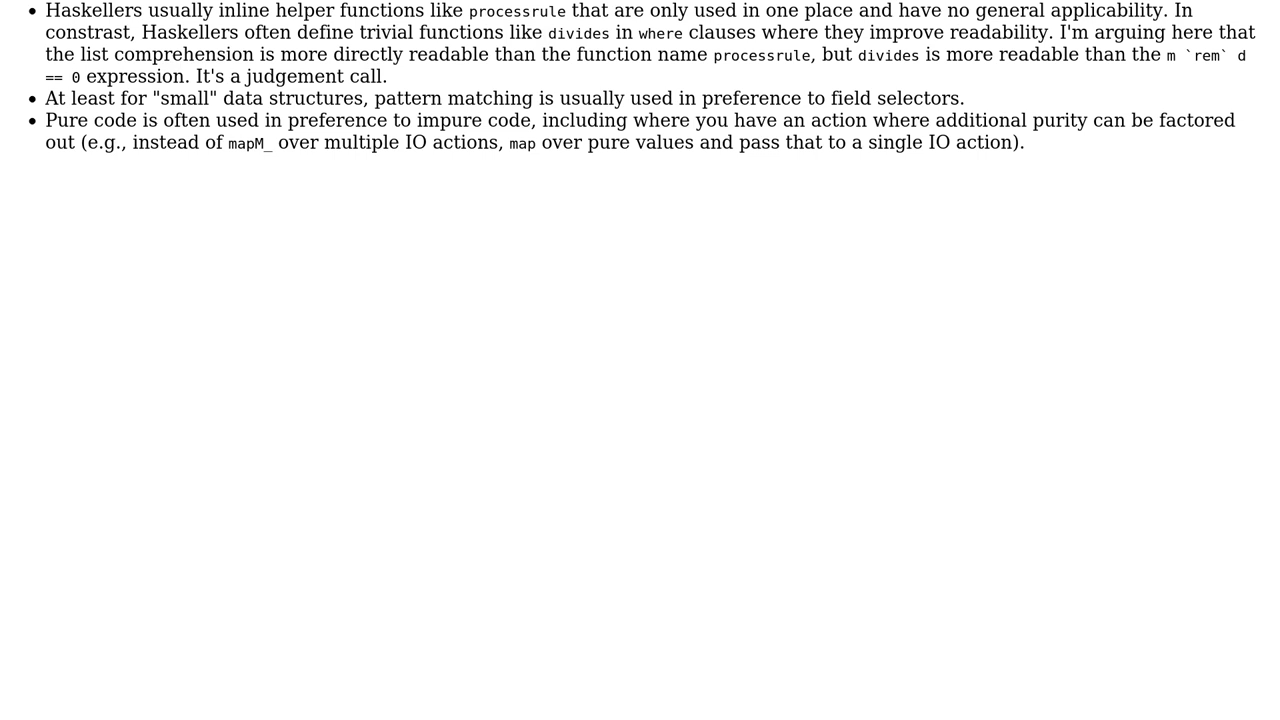 • Haskellers usually inline helper functions like processrule that are only used in one place and have no general applicability. In
constrast, Haskellers often define trivial functions like divides in where clauses where they improve readability. I'm arguing here that
the list comprehension is more directly readable than the function name processrule, but divides is more readable than the m `rem` d
== 0 expression. It's a judgement call.
• At least for "small" data structures, pattern matching is usually used in preference to field selectors.
• Pure code is often used in preference to impure code, including where you have an action where additional purity can be factored
out (e.g., instead of mapM_ over multiple IO actions, map over pure values and pass that to a single IO action).